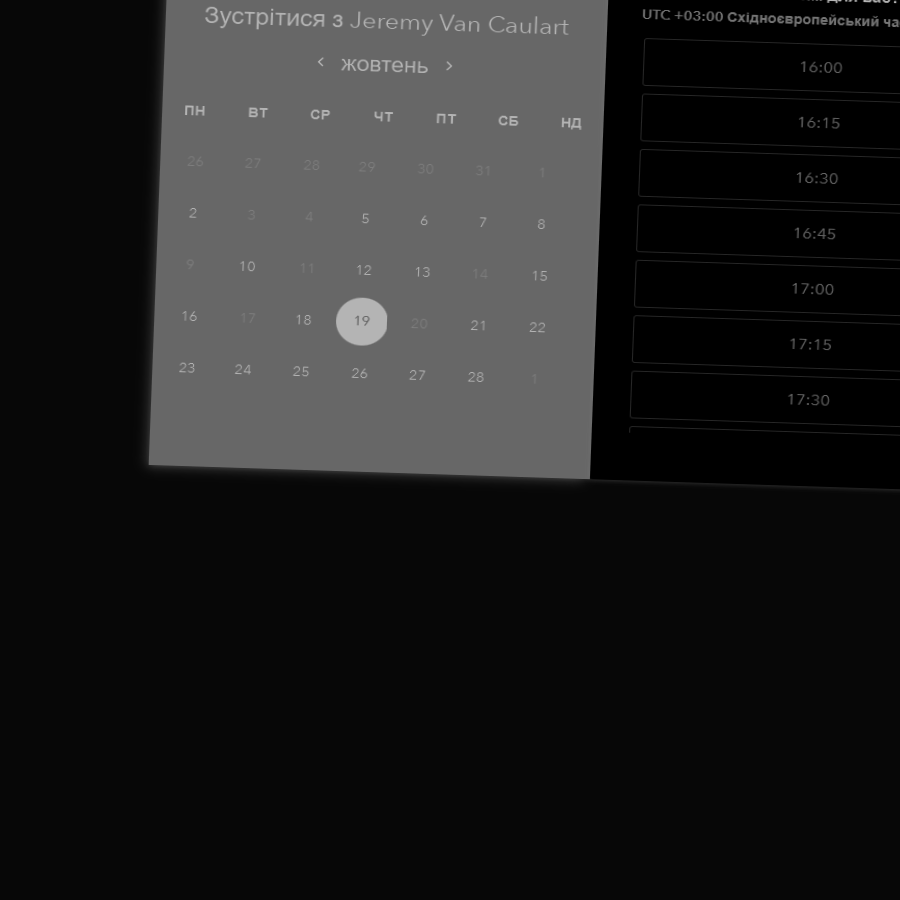 Зустрітися з Jeremy Van Caulart
‹ жовтень ›
ПН ВТ СР ЧТ ПТ СБ НД
26 27 28 29 30 31 1
2 3 4 5 6 7 8
9 10 11 12 13 14 15
16 17 18 19 20 21 22
23 24 25 26 27 28 1
для вас?
UTC +03:00 Східноєвропейський
16:00
16:15
16:30
16:45
17:00
17:15
17:30